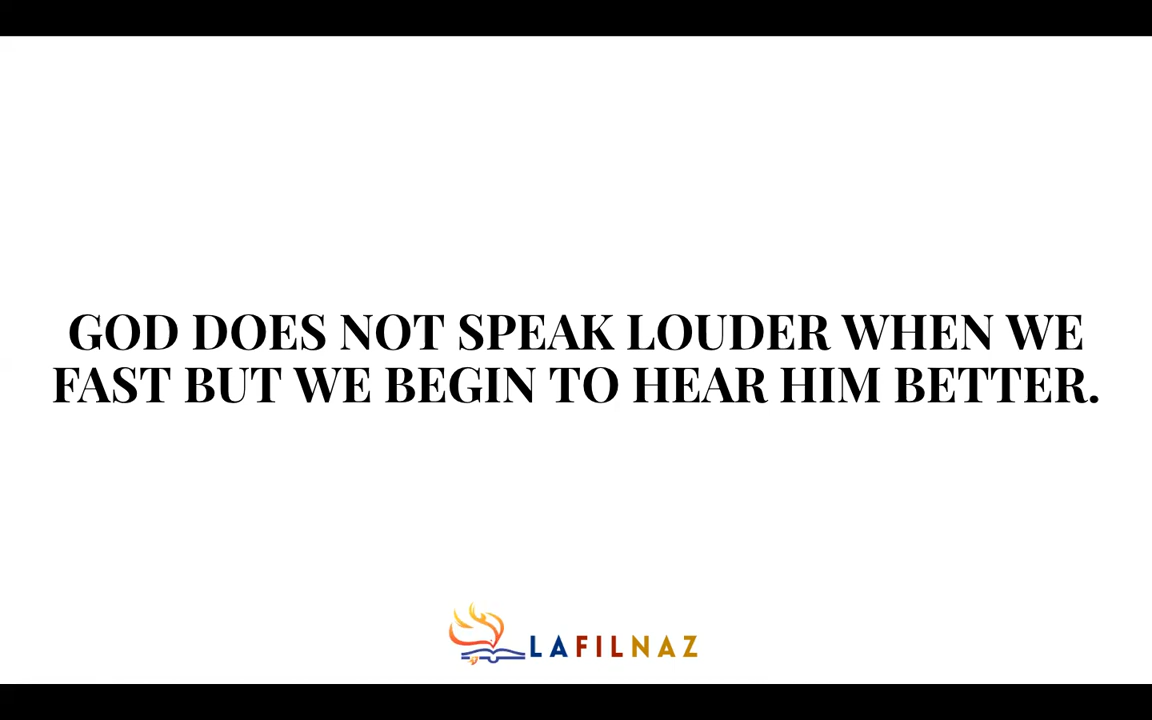 GOD DOES NOT SPEAK LOUDER WHEN WE
FAST BUT WE BEGIN TO HEAR HIM BETTER.
LAFILNAZ